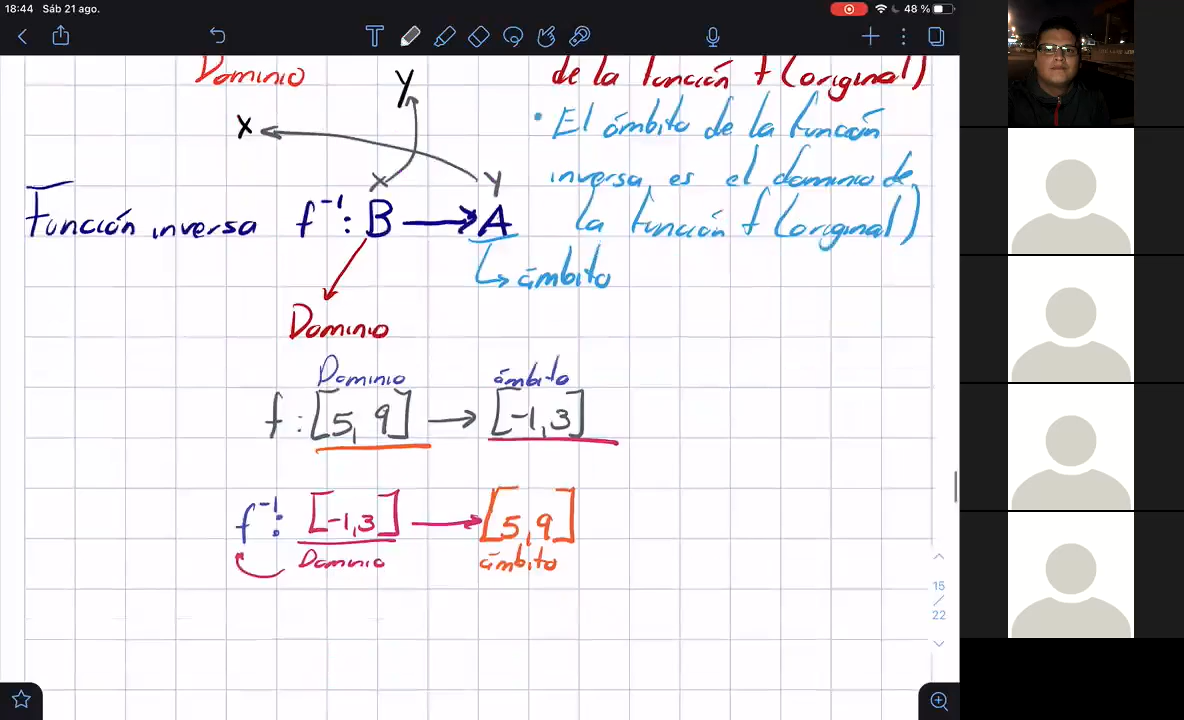 18:44 Sáb 21 ago.
48 %
Dominio
de la función f (original)
Y
X
• El ámbito de la función
inversa, es el dominio de
la función f (original)
X Y
Función inversa f⁻¹: B → A
↳ ámbito
Dominio
Dominio ámbito
f: [5, 9] → [-1, 3]
f⁻¹: [-1, 3] → [5, 9]
Dominio ámbito
15
/
22